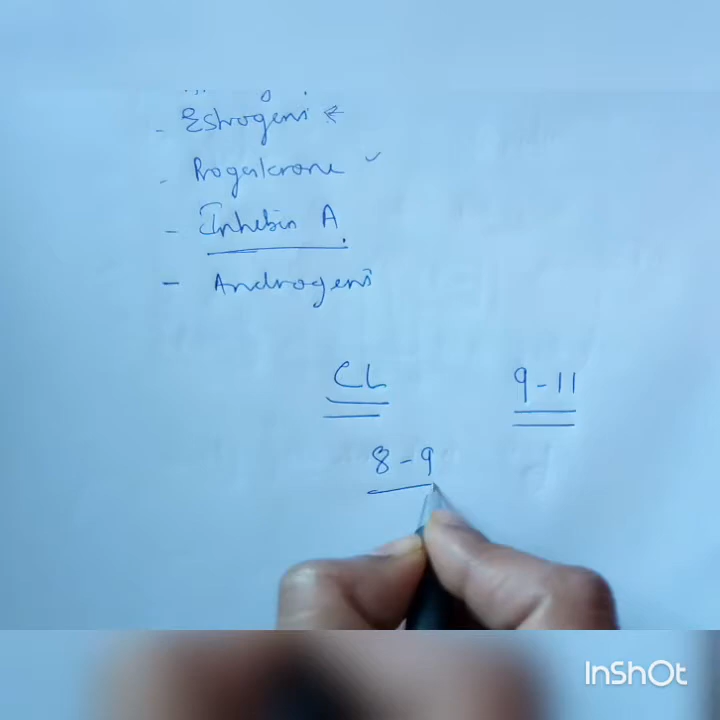 - Estrogens
- Progesterone ✓
- Inhibin A.
- Androgens
CL 9-11
8-9
InShOt